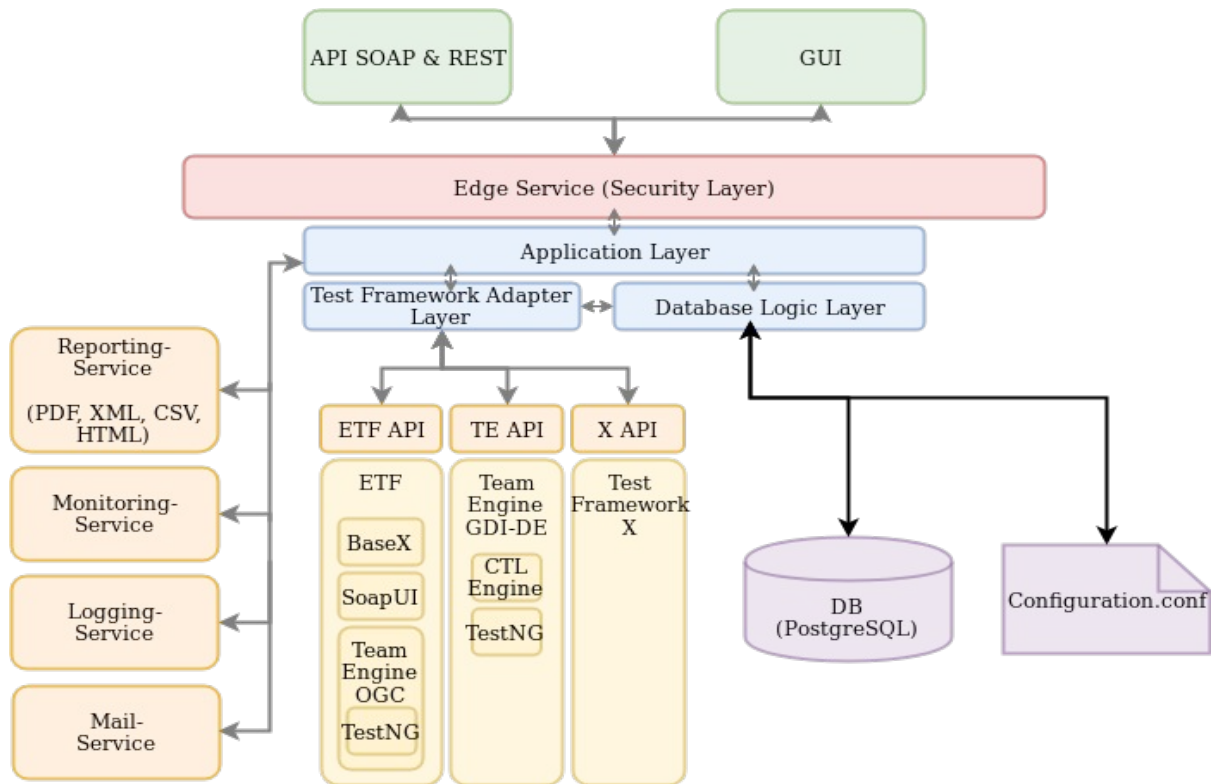 API SOAP & REST
GUI
Edge Service (Security Layer)
Application Layer
Test Framework Adapter
Layer
Database Logic Layer
Reporting-
Service
(PDF, XML, CSV,
HTML)
Monitoring-
Service
Logging-
Service
Mail-
Service
ETF API
TE API
X API
ETF
BaseX
SoapUI
Team
Engine
OGC
TestNG
Team
Engine
GDI-DE
CTL
Engine
TestNG
Test
Framework
X
DB
(PostgreSQL)
Configuration.conf